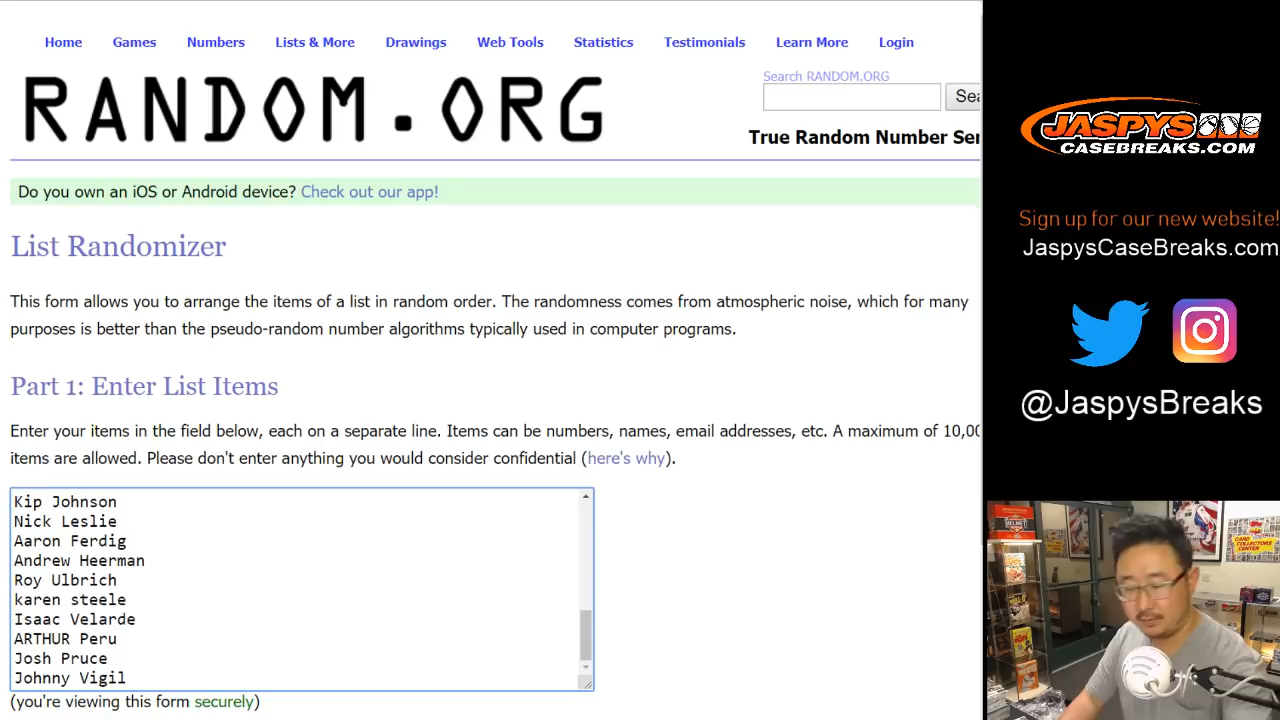 Home Games Numbers Lists & More Drawings Web Tools Statistics Testimonials Learn More Login
RANDOM.ORG
Search RANDOM.ORG
Sea
True Random Number Ser
Do you own an iOS or Android device? Check out our app!
List Randomizer
This form allows you to arrange the items of a list in random order. The randomness comes from atmospheric noise, which for many
purposes is better than the pseudo-random number algorithms typically used in computer programs.
Part 1: Enter List Items
Enter your items in the field below, each on a separate line. Items can be numbers, names, email addresses, etc. A maximum of 10,00
items are allowed. Please don't enter anything you would consider confidential (here's why).
Kip Johnson
Nick Leslie
Aaron Ferdig
Andrew Heerman
Roy Ulbrich
karen steele
Isaac Velarde
ARTHUR Peru
Josh Pruce
Johnny Vigil
(you're viewing this form securely)
JASPYS
CASEBREAKS.COM
Sign up for our new website!
JaspysCaseBreaks.com
@JaspysBreaks
HELMET
CARD
COLLECTORS
CENTER